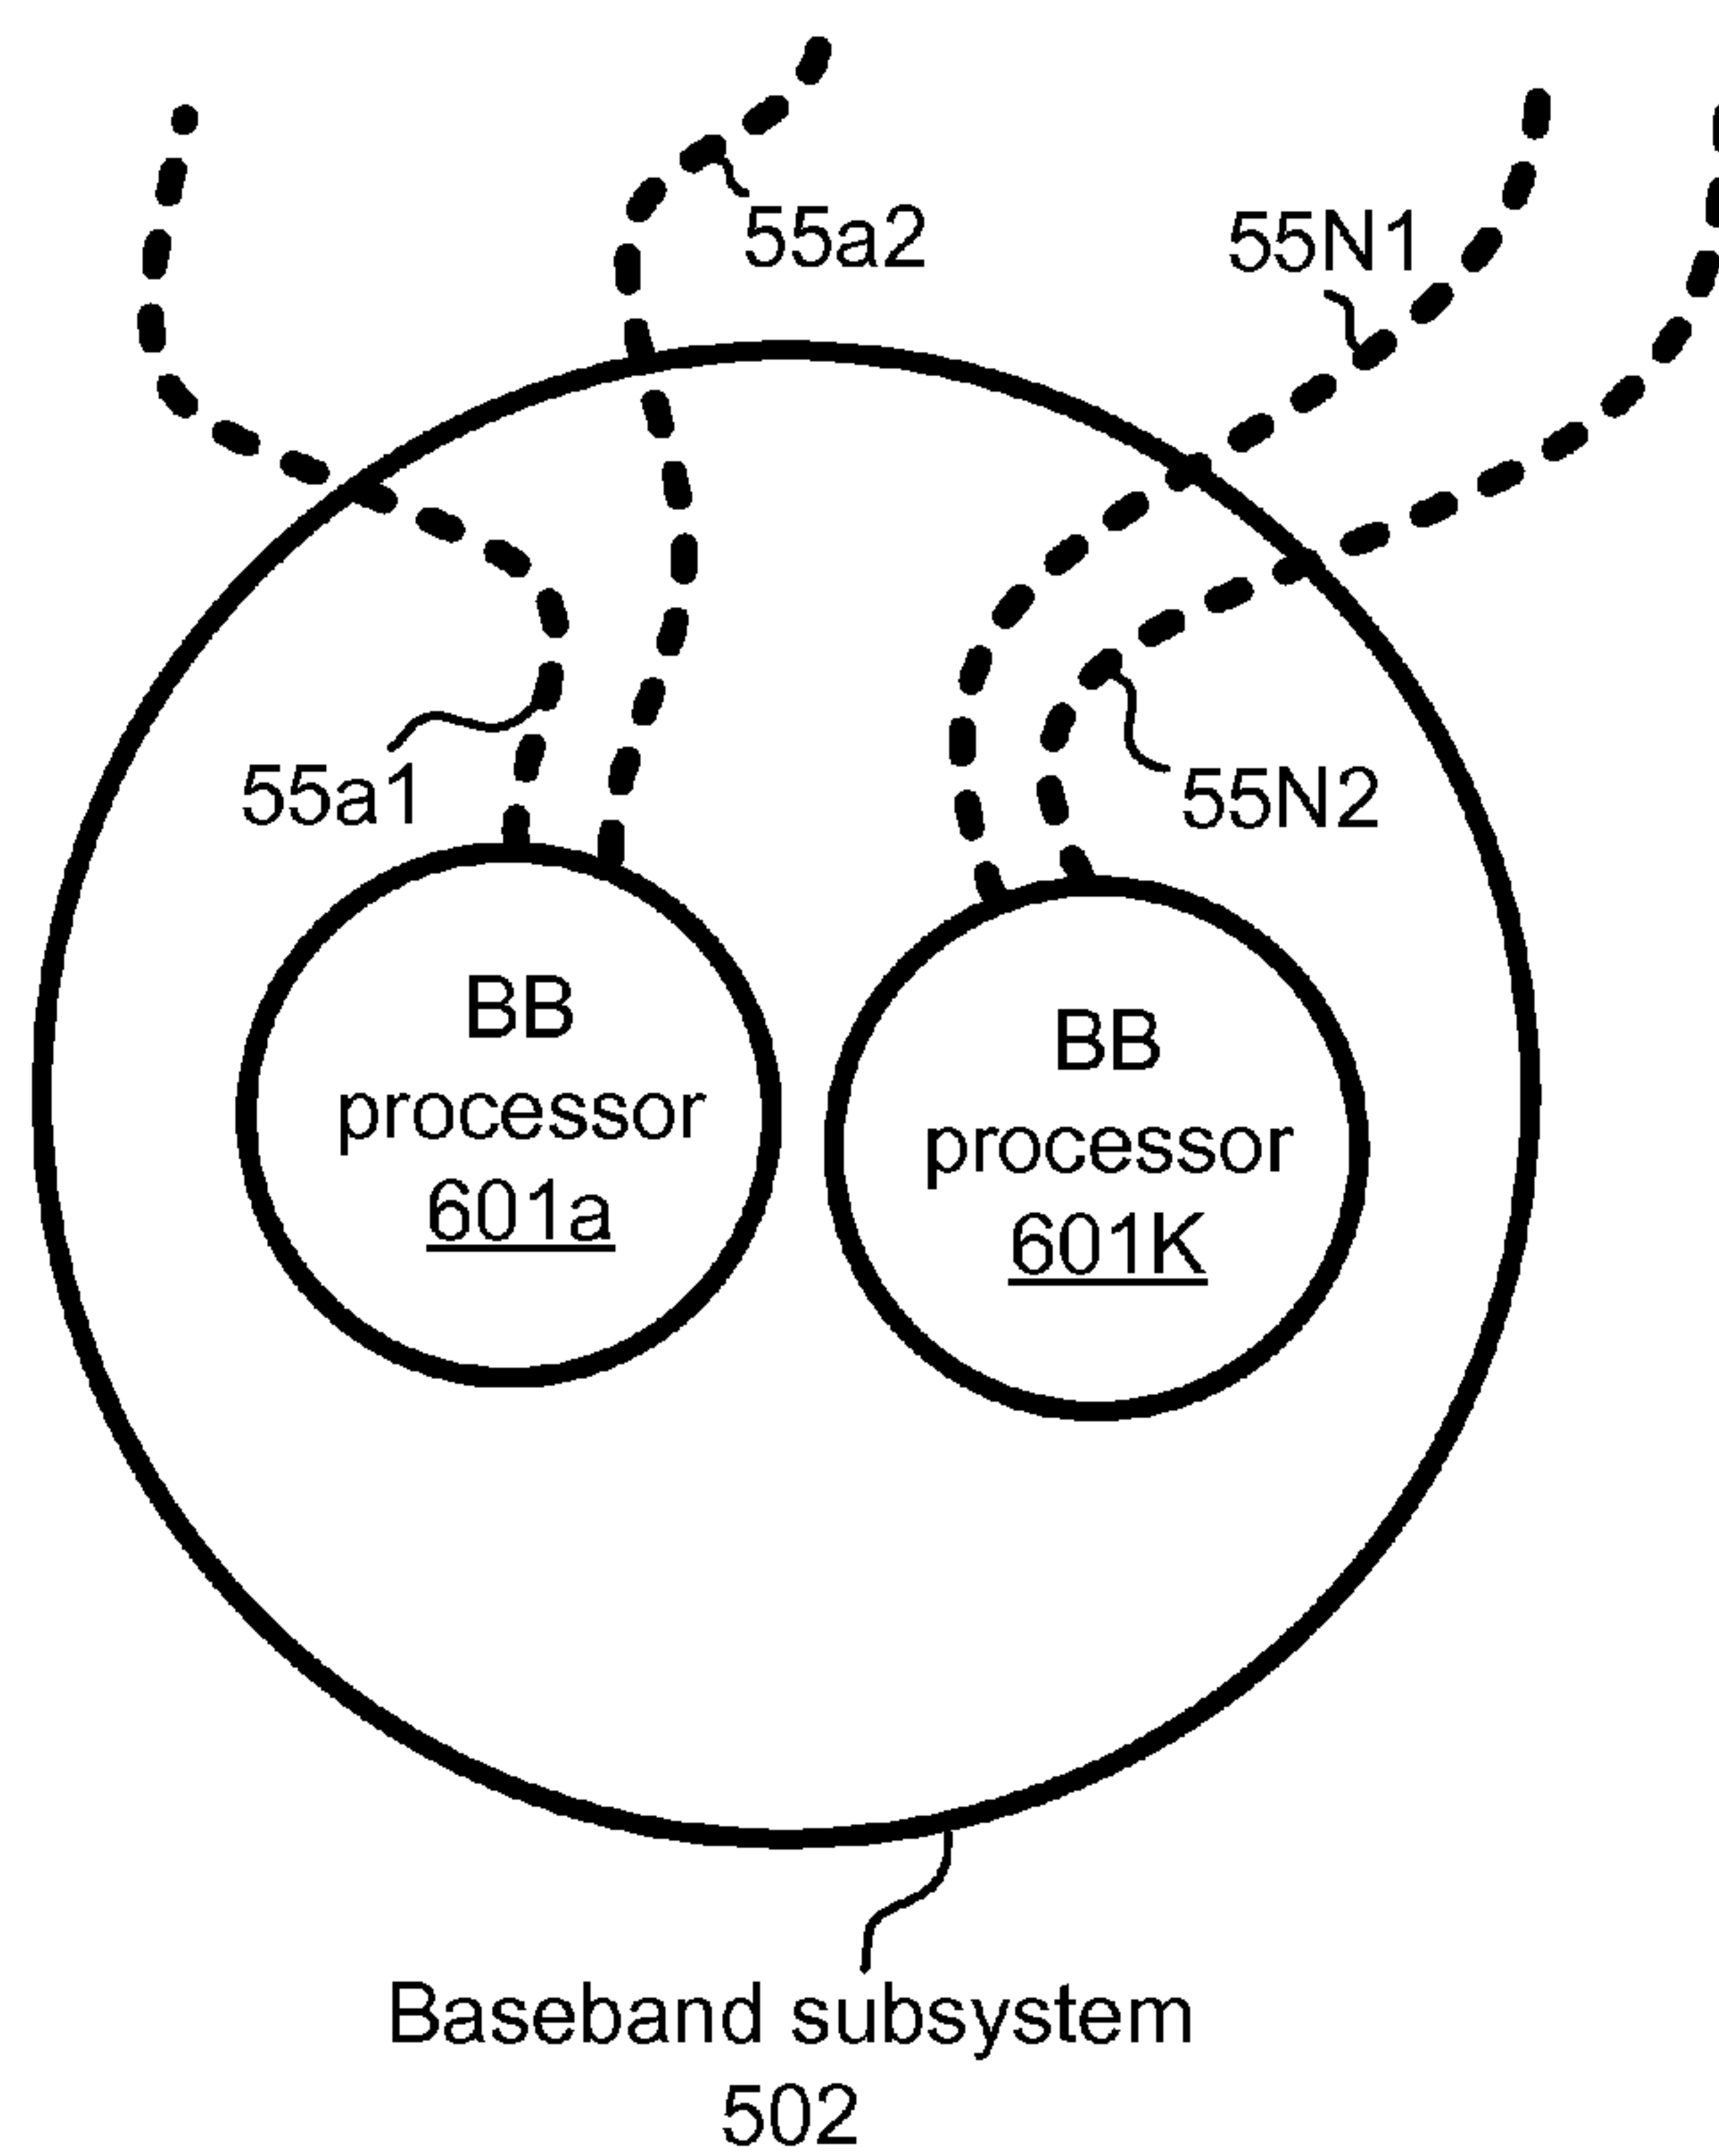 55a2
55N1
55a1
55N2
BB
processor
601a
BB
processor
601K
Baseband subsystem
502